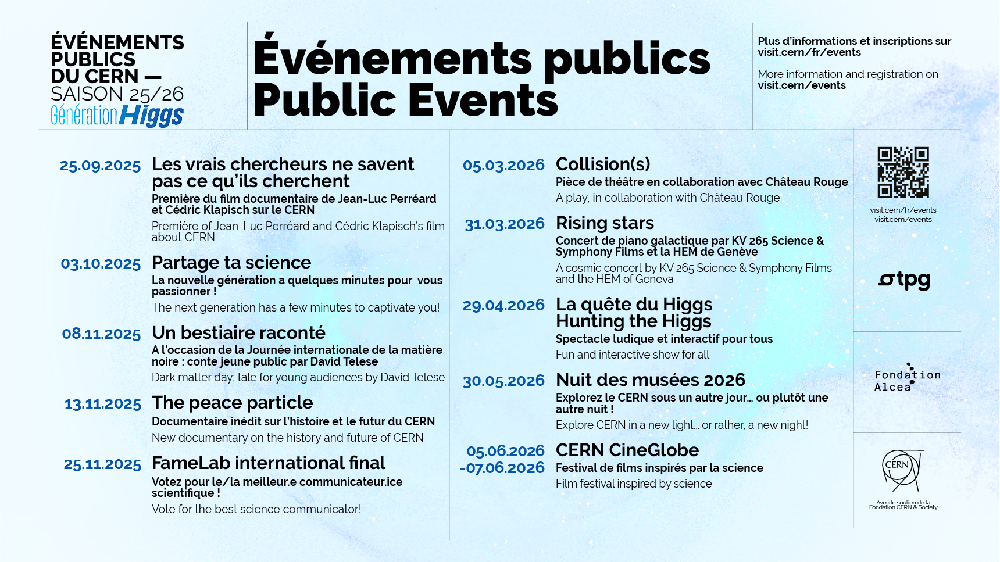 ÉVÉNEMENTS
PUBLICS
DU CERN —
SAISON 25/26
Génération Higgs
Événements publics
Public Events
Plus d'informations et inscriptions sur
visit.cern/fr/events
More information and registration on
visit.cern/events
25.09.2025
Les vrais chercheurs ne savent
pas ce qu'ils cherchent
Première du film documentaire de Jean-Luc Perréard
et Cédric Klapisch sur le CERN
Première of Jean-Luc Perréard and Cédric Klapisch's film
about CERN
03.10.2025
Partage ta science
La nouvelle génération a quelques minutes pour  vous
passionner !
The next generation has a few minutes to captivate you!
08.11.2025
Un bestiaire raconté
A l'occasion de la Journée internationale de la matière
noire : conte jeune public par David Telese
Dark matter day: tale for young audiences by David Telese
13.11.2025
The peace particle
Documentaire inédit sur l'histoire et le futur du CERN
New documentary on the history and future of CERN
25.11.2025
FameLab international final
Votez pour le/la meilleur.e communicateur.ice
scientifique !
Vote for the best science communicator!
05.03.2026
Collision(s)
Pièce de théâtre en collaboration avec Château Rouge
A play, in collaboration with Château Rouge
31.03.2026
Rising stars
Concert de piano galactique par KV 265 Science &
Symphony Films et la HEM de Genève
A cosmic concert by KV 265 Science & Symphony Films
and the HEM of Geneva
29.04.2026
La quête du Higgs
Hunting the Higgs
Spectacle ludique et interactif pour tous
Fun and interactive show for all
30.05.2026
Nuit des musées 2026
Explorez le CERN sous un autre jour... ou plutôt une
autre nuit !
Explore CERN in a new light... or rather, a new night!
05.06.2026
-07.06.2026
CERN CineGlobe
Festival de films inspirés par la science
Film festival inspired by science
visit.cern/fr/events
visit.cern/events
tpg
Fondation
Alcea
CERN
Avec le soutien de la
Fondation CERN & Society